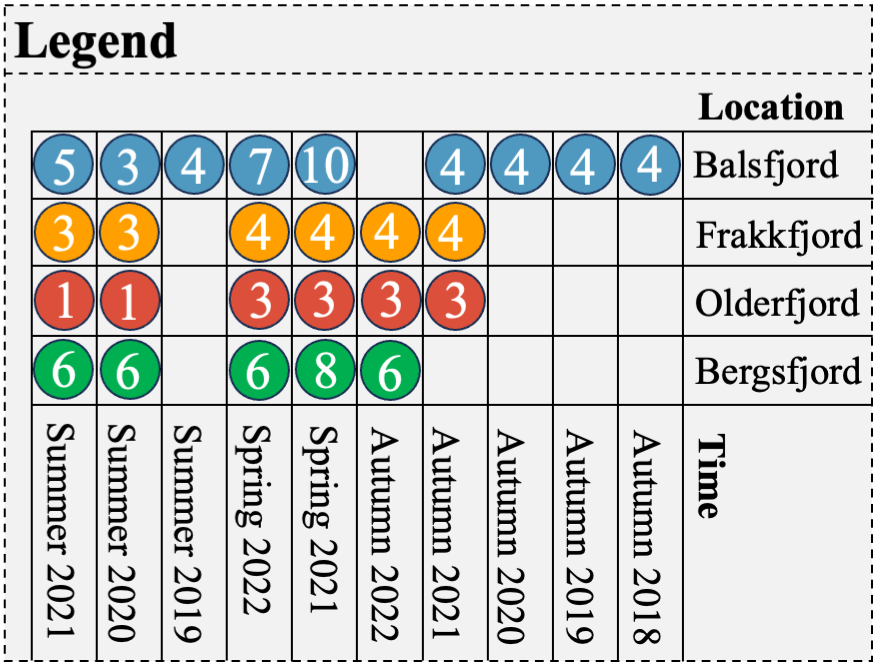 Legend
Location
5 3 4 7 10 4 4 4 4 Balsfjord
3 3 4 4 4 4 Frakkfjord
1 1 3 3 3 3 Olderfjord
6 6 6 8 6 Bergsfjord
Summer 2021
Summer 2020
Summer 2019
Spring 2022
Spring 2021
Autumn 2022
Autumn 2021
Autumn 2020
Autumn 2019
Autumn 2018
Time